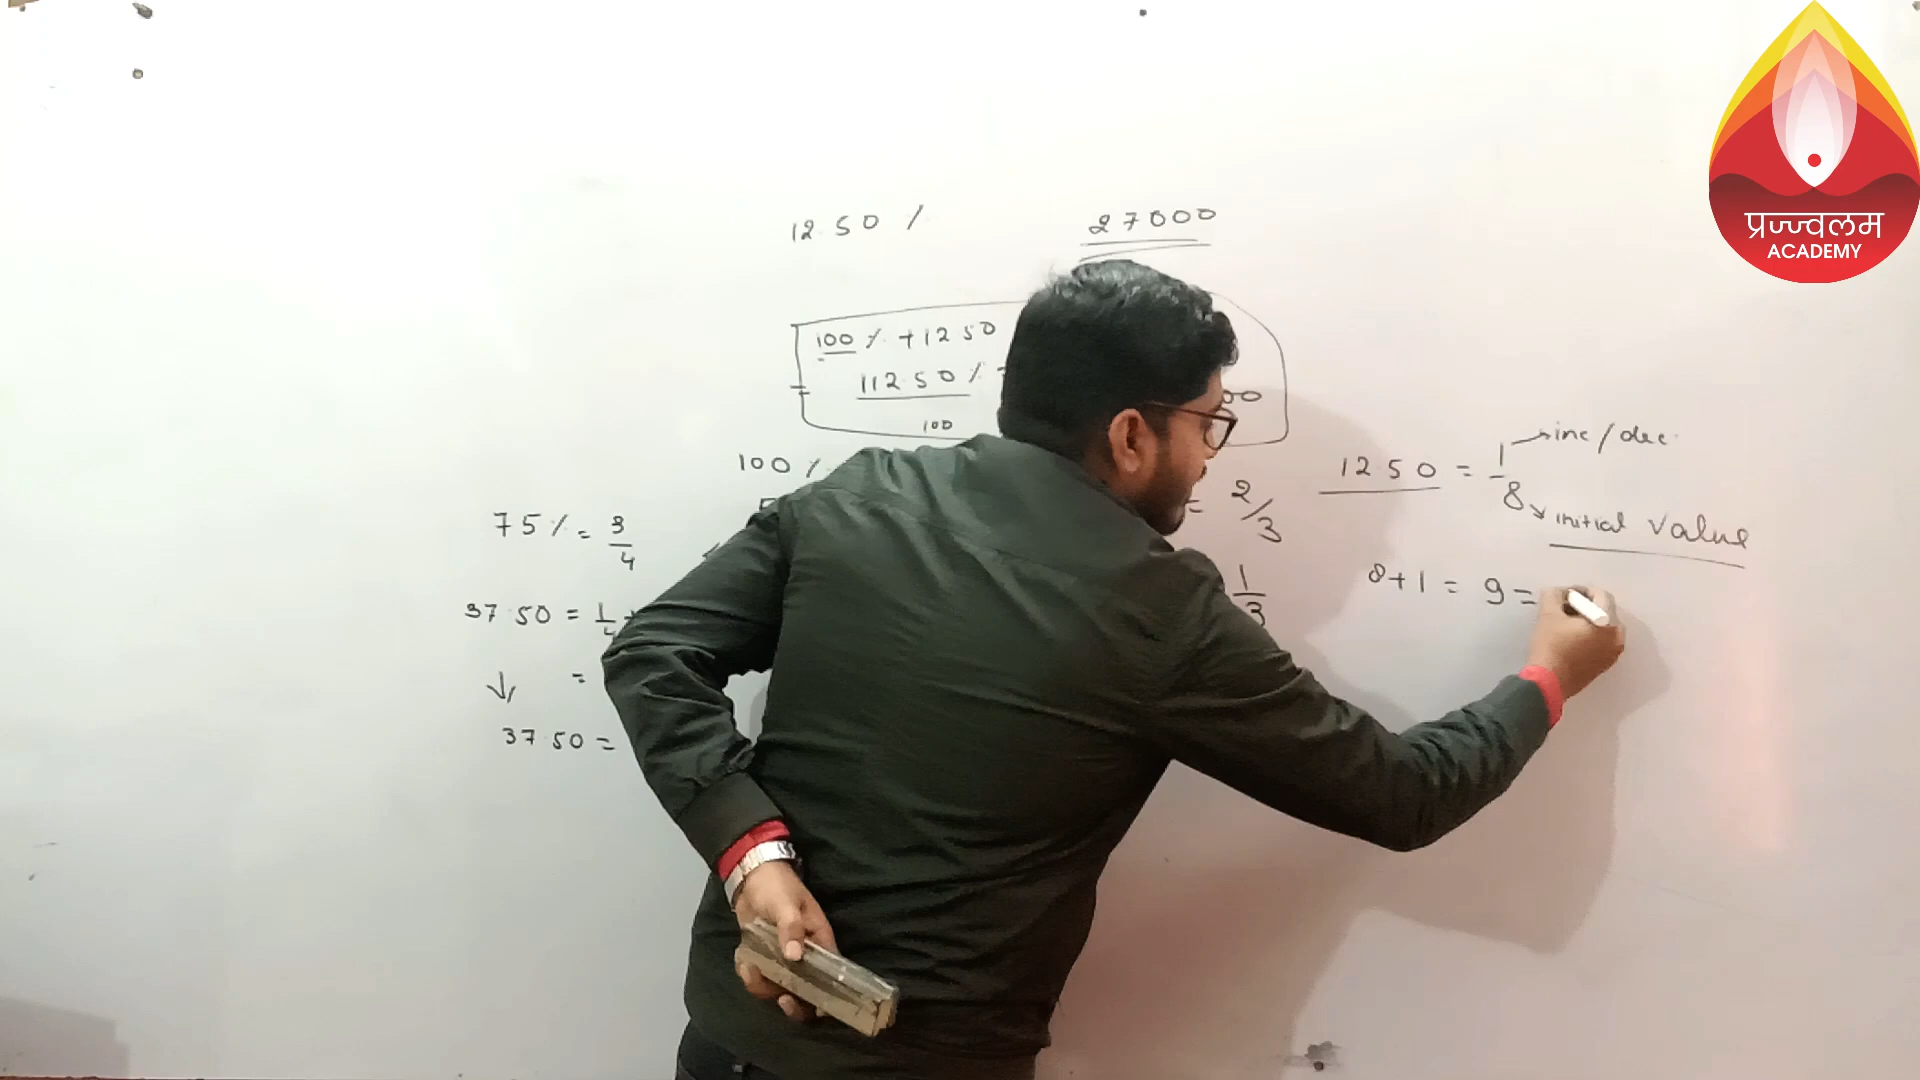 प्रज्ज्वलम
ACADEMY
12.50 %
27000
100 % + 12 50
112.50 %
100
100 %
75 % = 3/4
37.50 = 1/4
=
37.50 =
= 2/3
1/3
12.50 = 1/8
inc / dec.
initial value
8+1 = 9 =